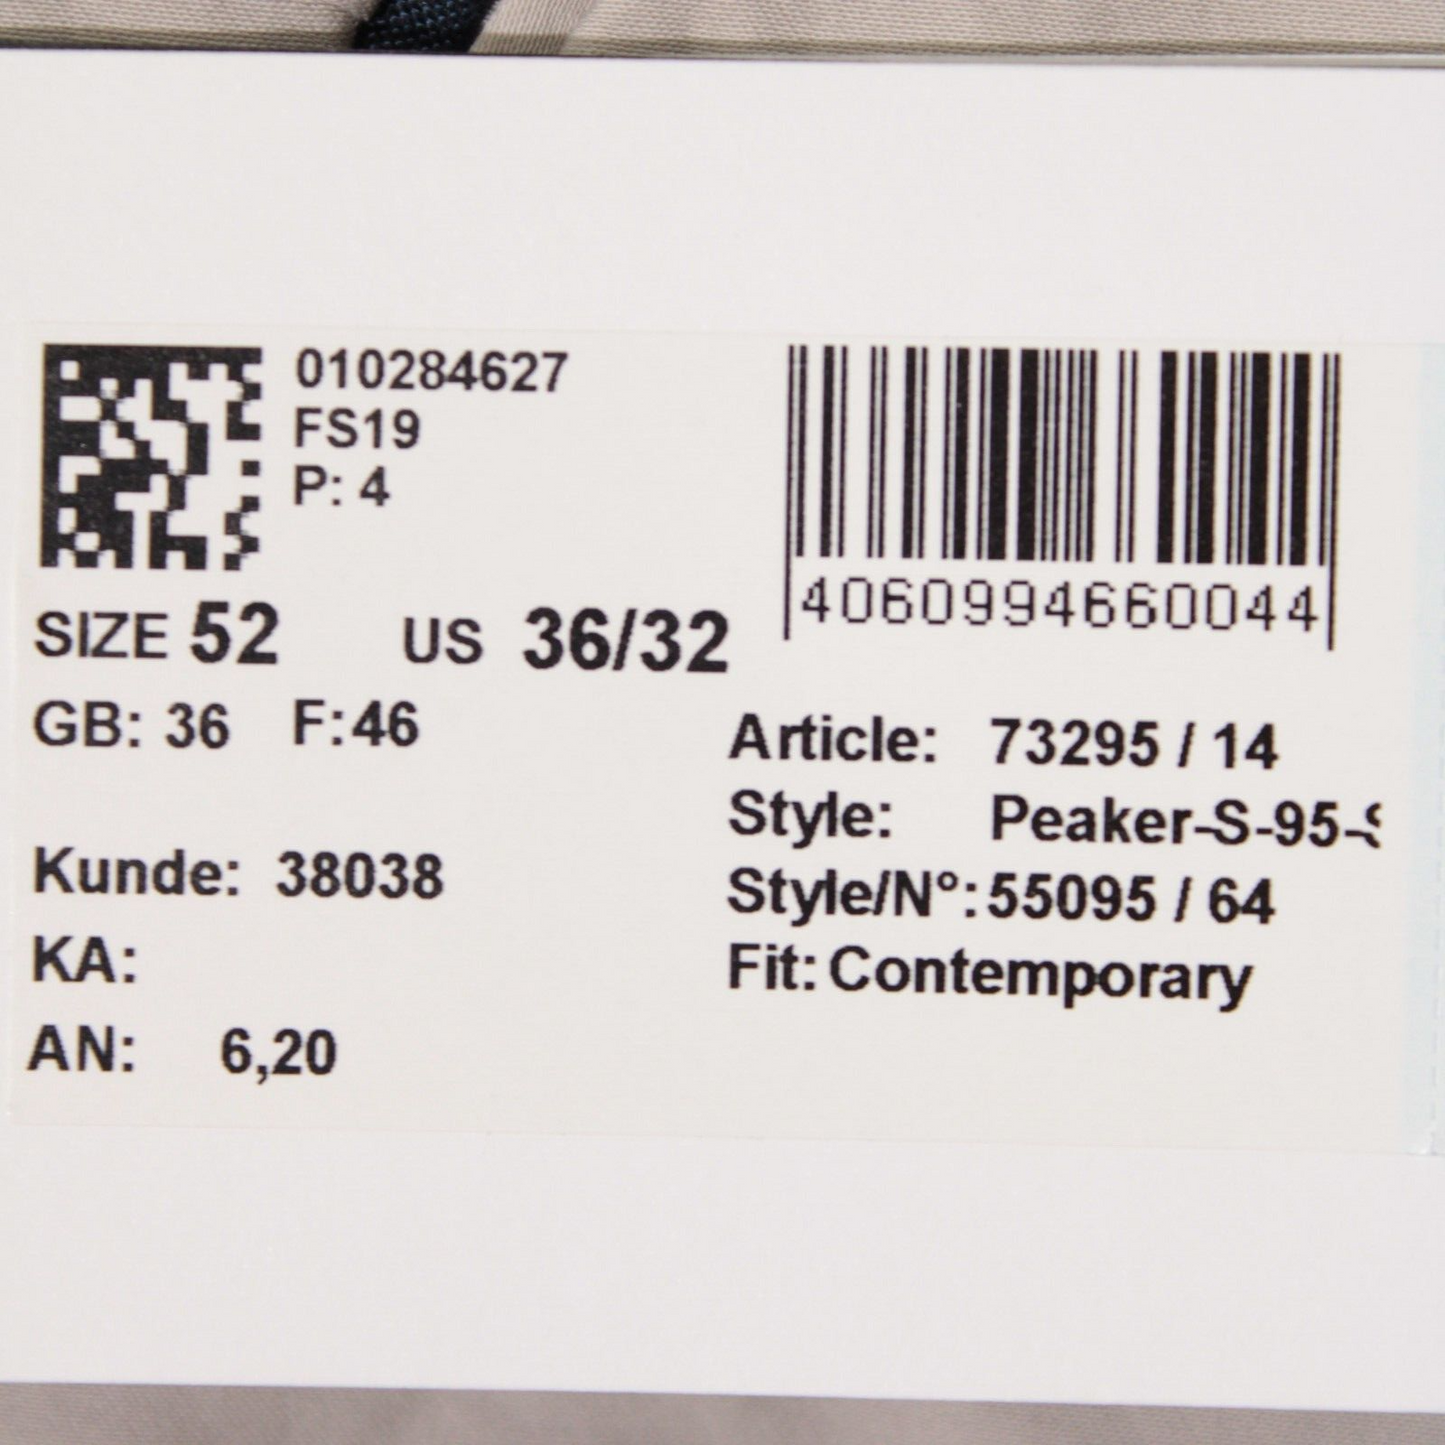 010284627
FS19
P: 4
SIZE 52 US 36/32
GB: 36 F:46
Kunde: 38038
KA:
AN: 6,20
4060994660044
Article: 73295 / 14
Style: Peaker-S-95-
Style/N°: 55095 / 64
Fit: Contemporary